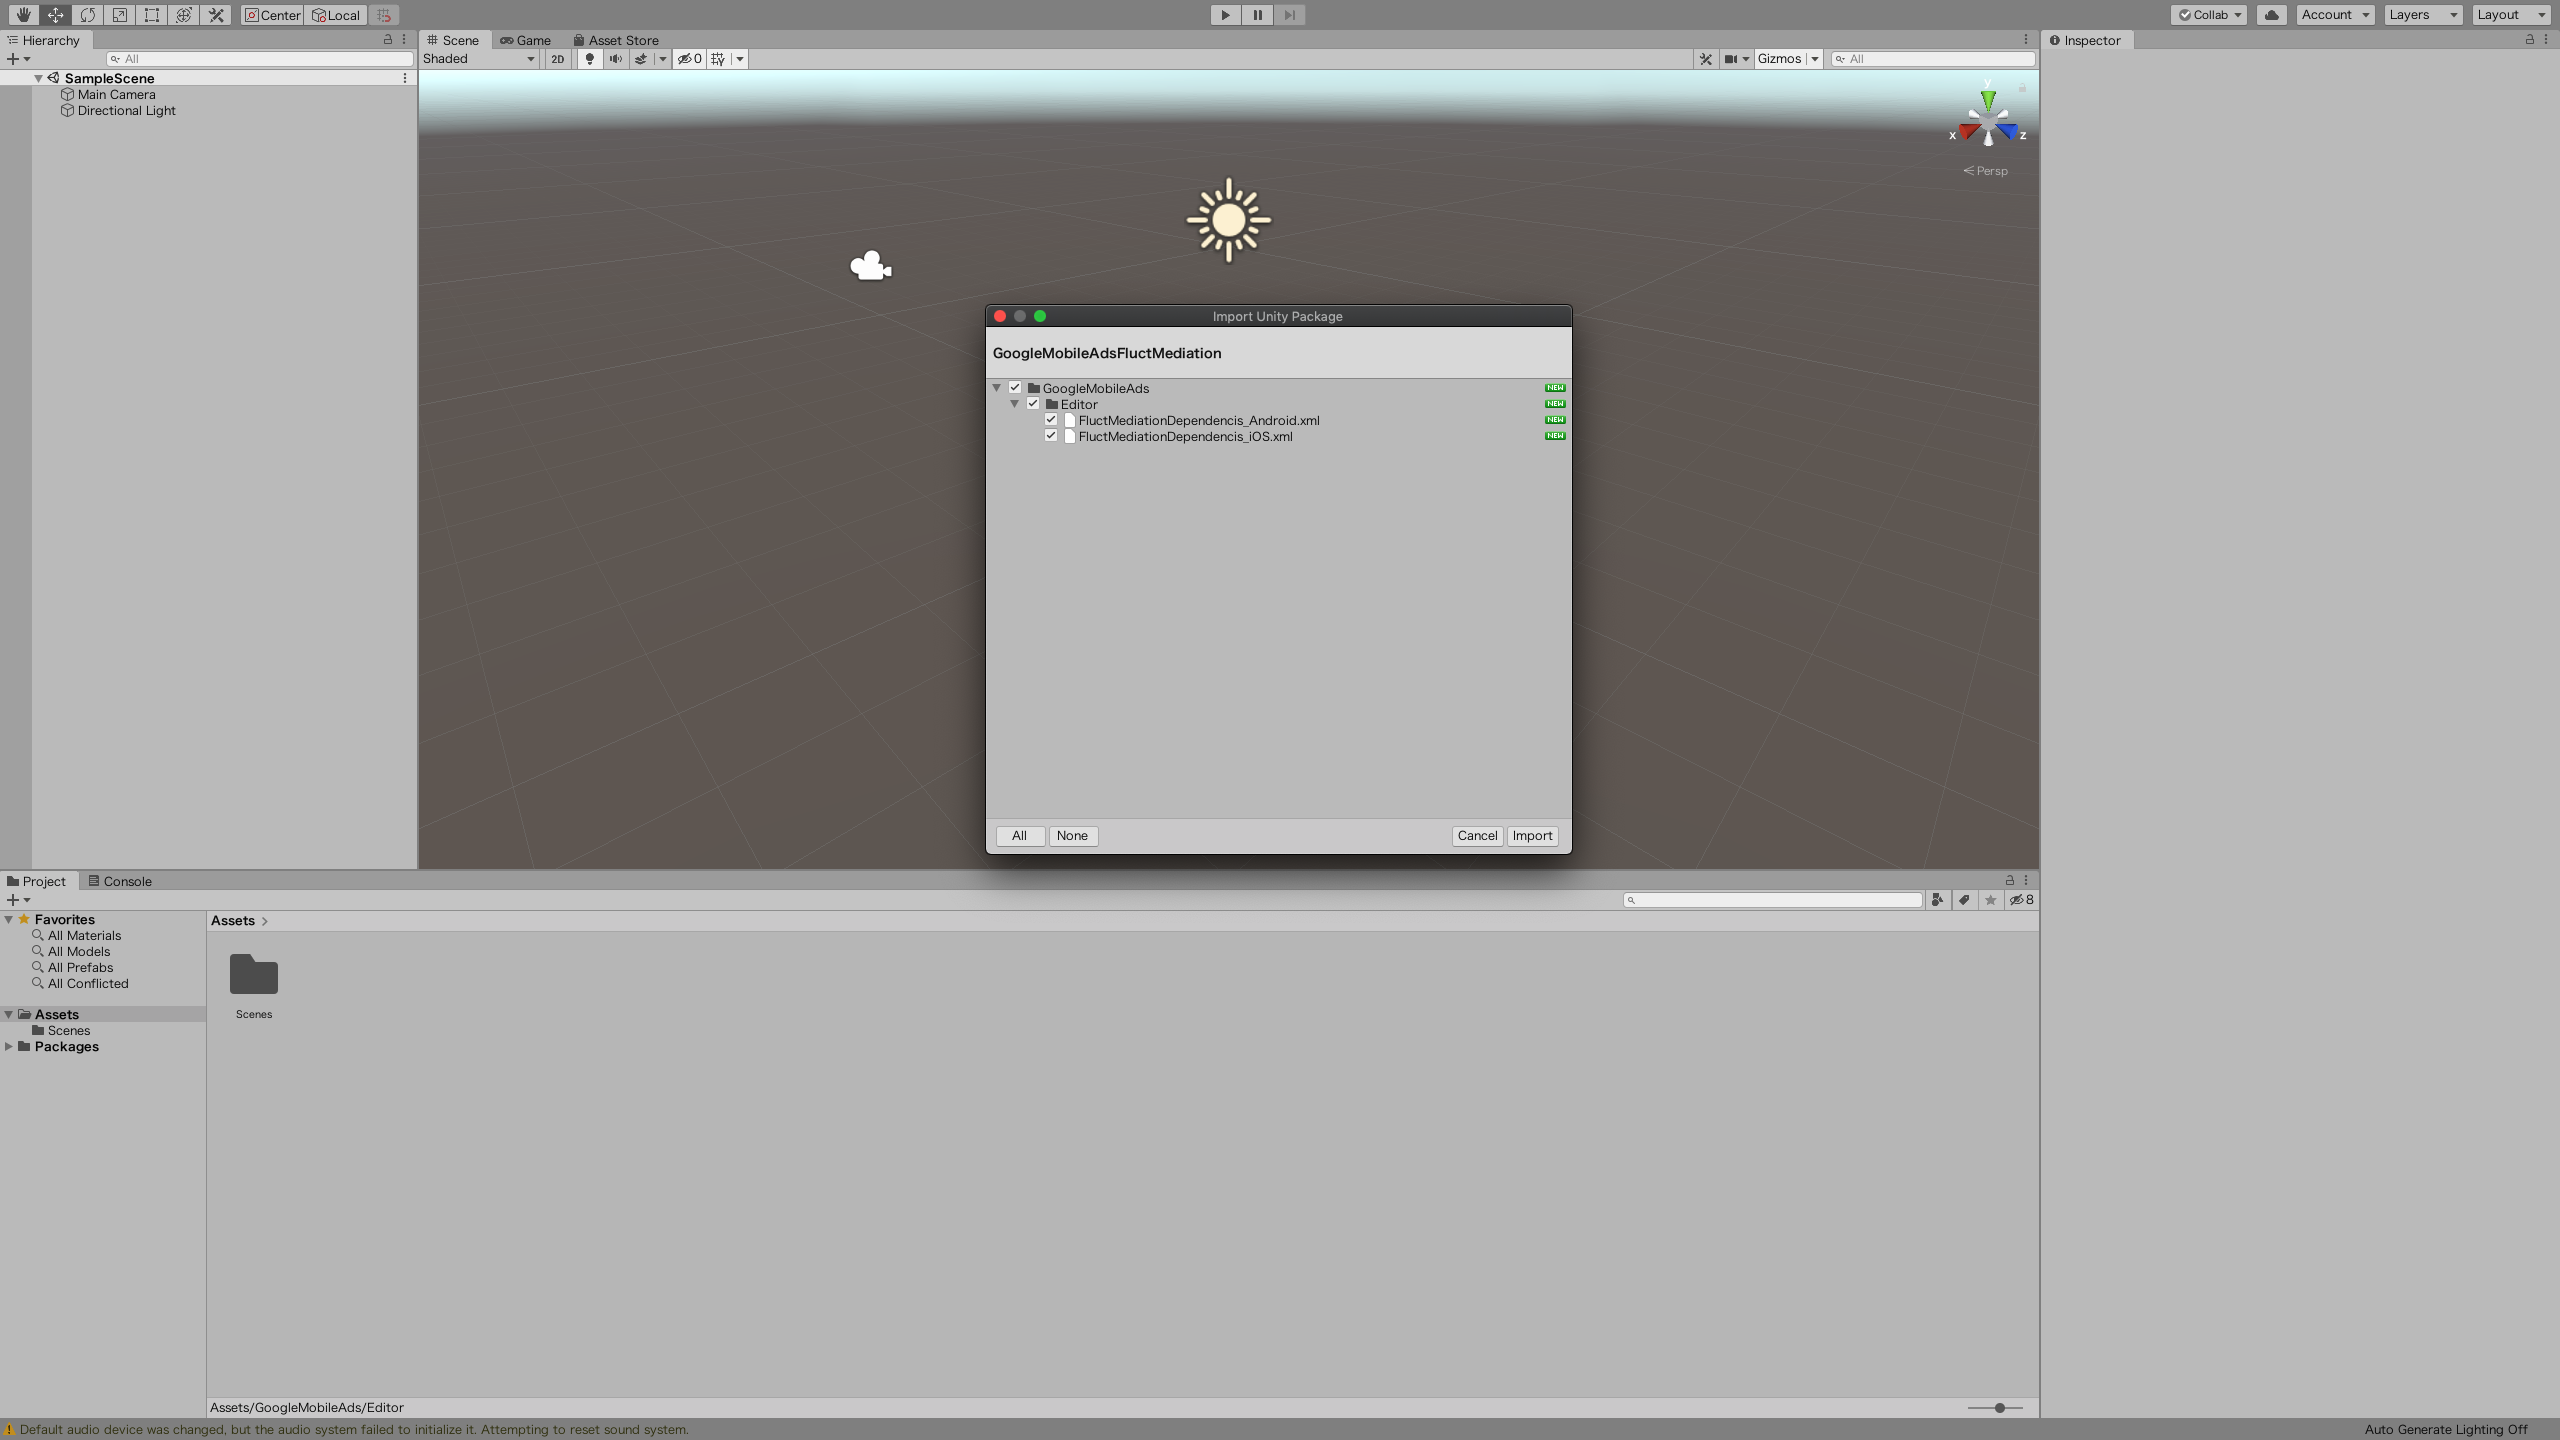 Center Local Collab Account Layers Layout
Hierarchy
All
SampleScene
Main Camera
Directional Light
Scene Game Asset Store
Shaded 2D 0 Gizmos All
y
x z
Persp
Inspector
Import Unity Package
GoogleMobileAdsFluctMediation
GoogleMobileAds NEW
Editor NEW
FluctMediationDependencis_Android.xml NEW
FluctMediationDependencis_iOS.xml NEW
All None Cancel Import
Project Console
8
Favorites
All Materials
All Models
All Prefabs
All Conflicted
Assets
Scenes
Packages
Assets
Scenes
Assets/GoogleMobileAds/Editor
Default audio device was changed, but the audio system failed to initialize it. Attempting to reset sound system.
Auto Generate Lighting Off